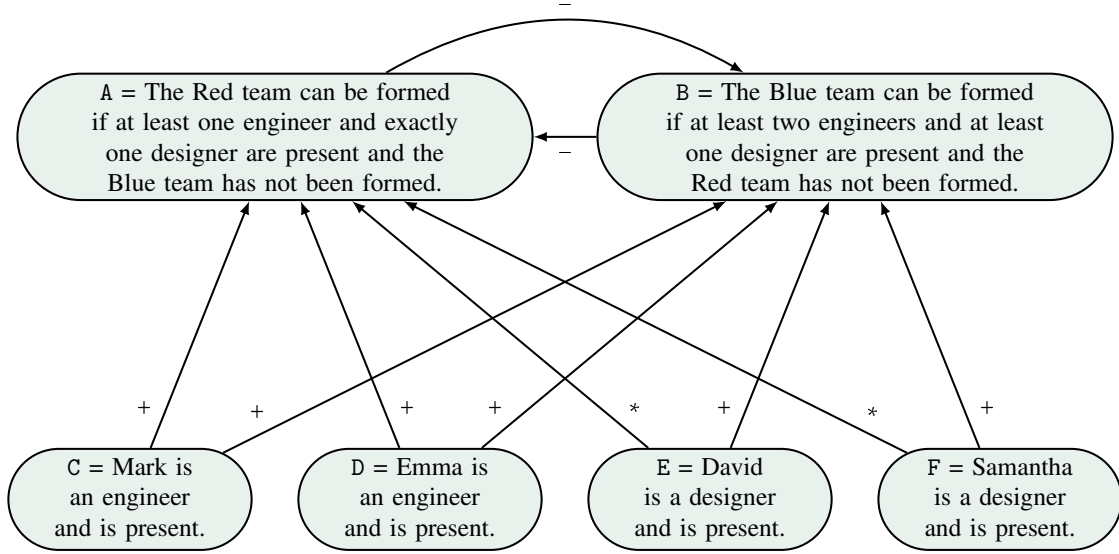 –
A = The Red team can be formed
if at least one engineer and exactly
one designer are present and the
Blue team has not been formed.
B = The Blue team can be formed
if at least two engineers and at least
one designer are present and the
Red team has not been formed.
–
+
+
+
+
*
+
*
+
C = Mark is
an engineer
and is present.
D = Emma is
an engineer
and is present.
E = David
is a designer
and is present.
F = Samantha
is a designer
and is present.